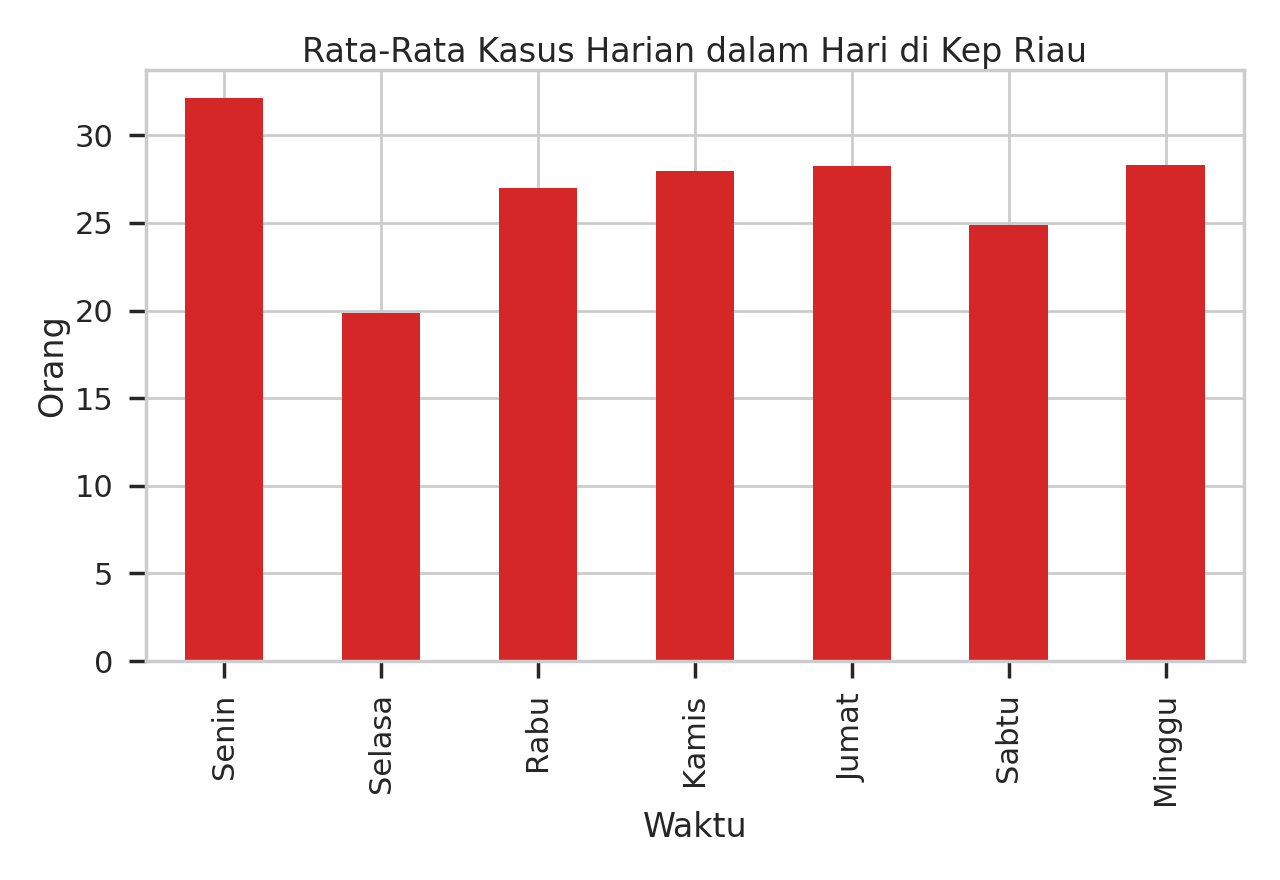 Rata-Rata Kasus Harian dalam Hari di Kep Riau
30
25
20
15
10
5
0
Orang
Senin
Selasa
Rabu
Kamis
Jumat
Sabtu
Minggu
Waktu